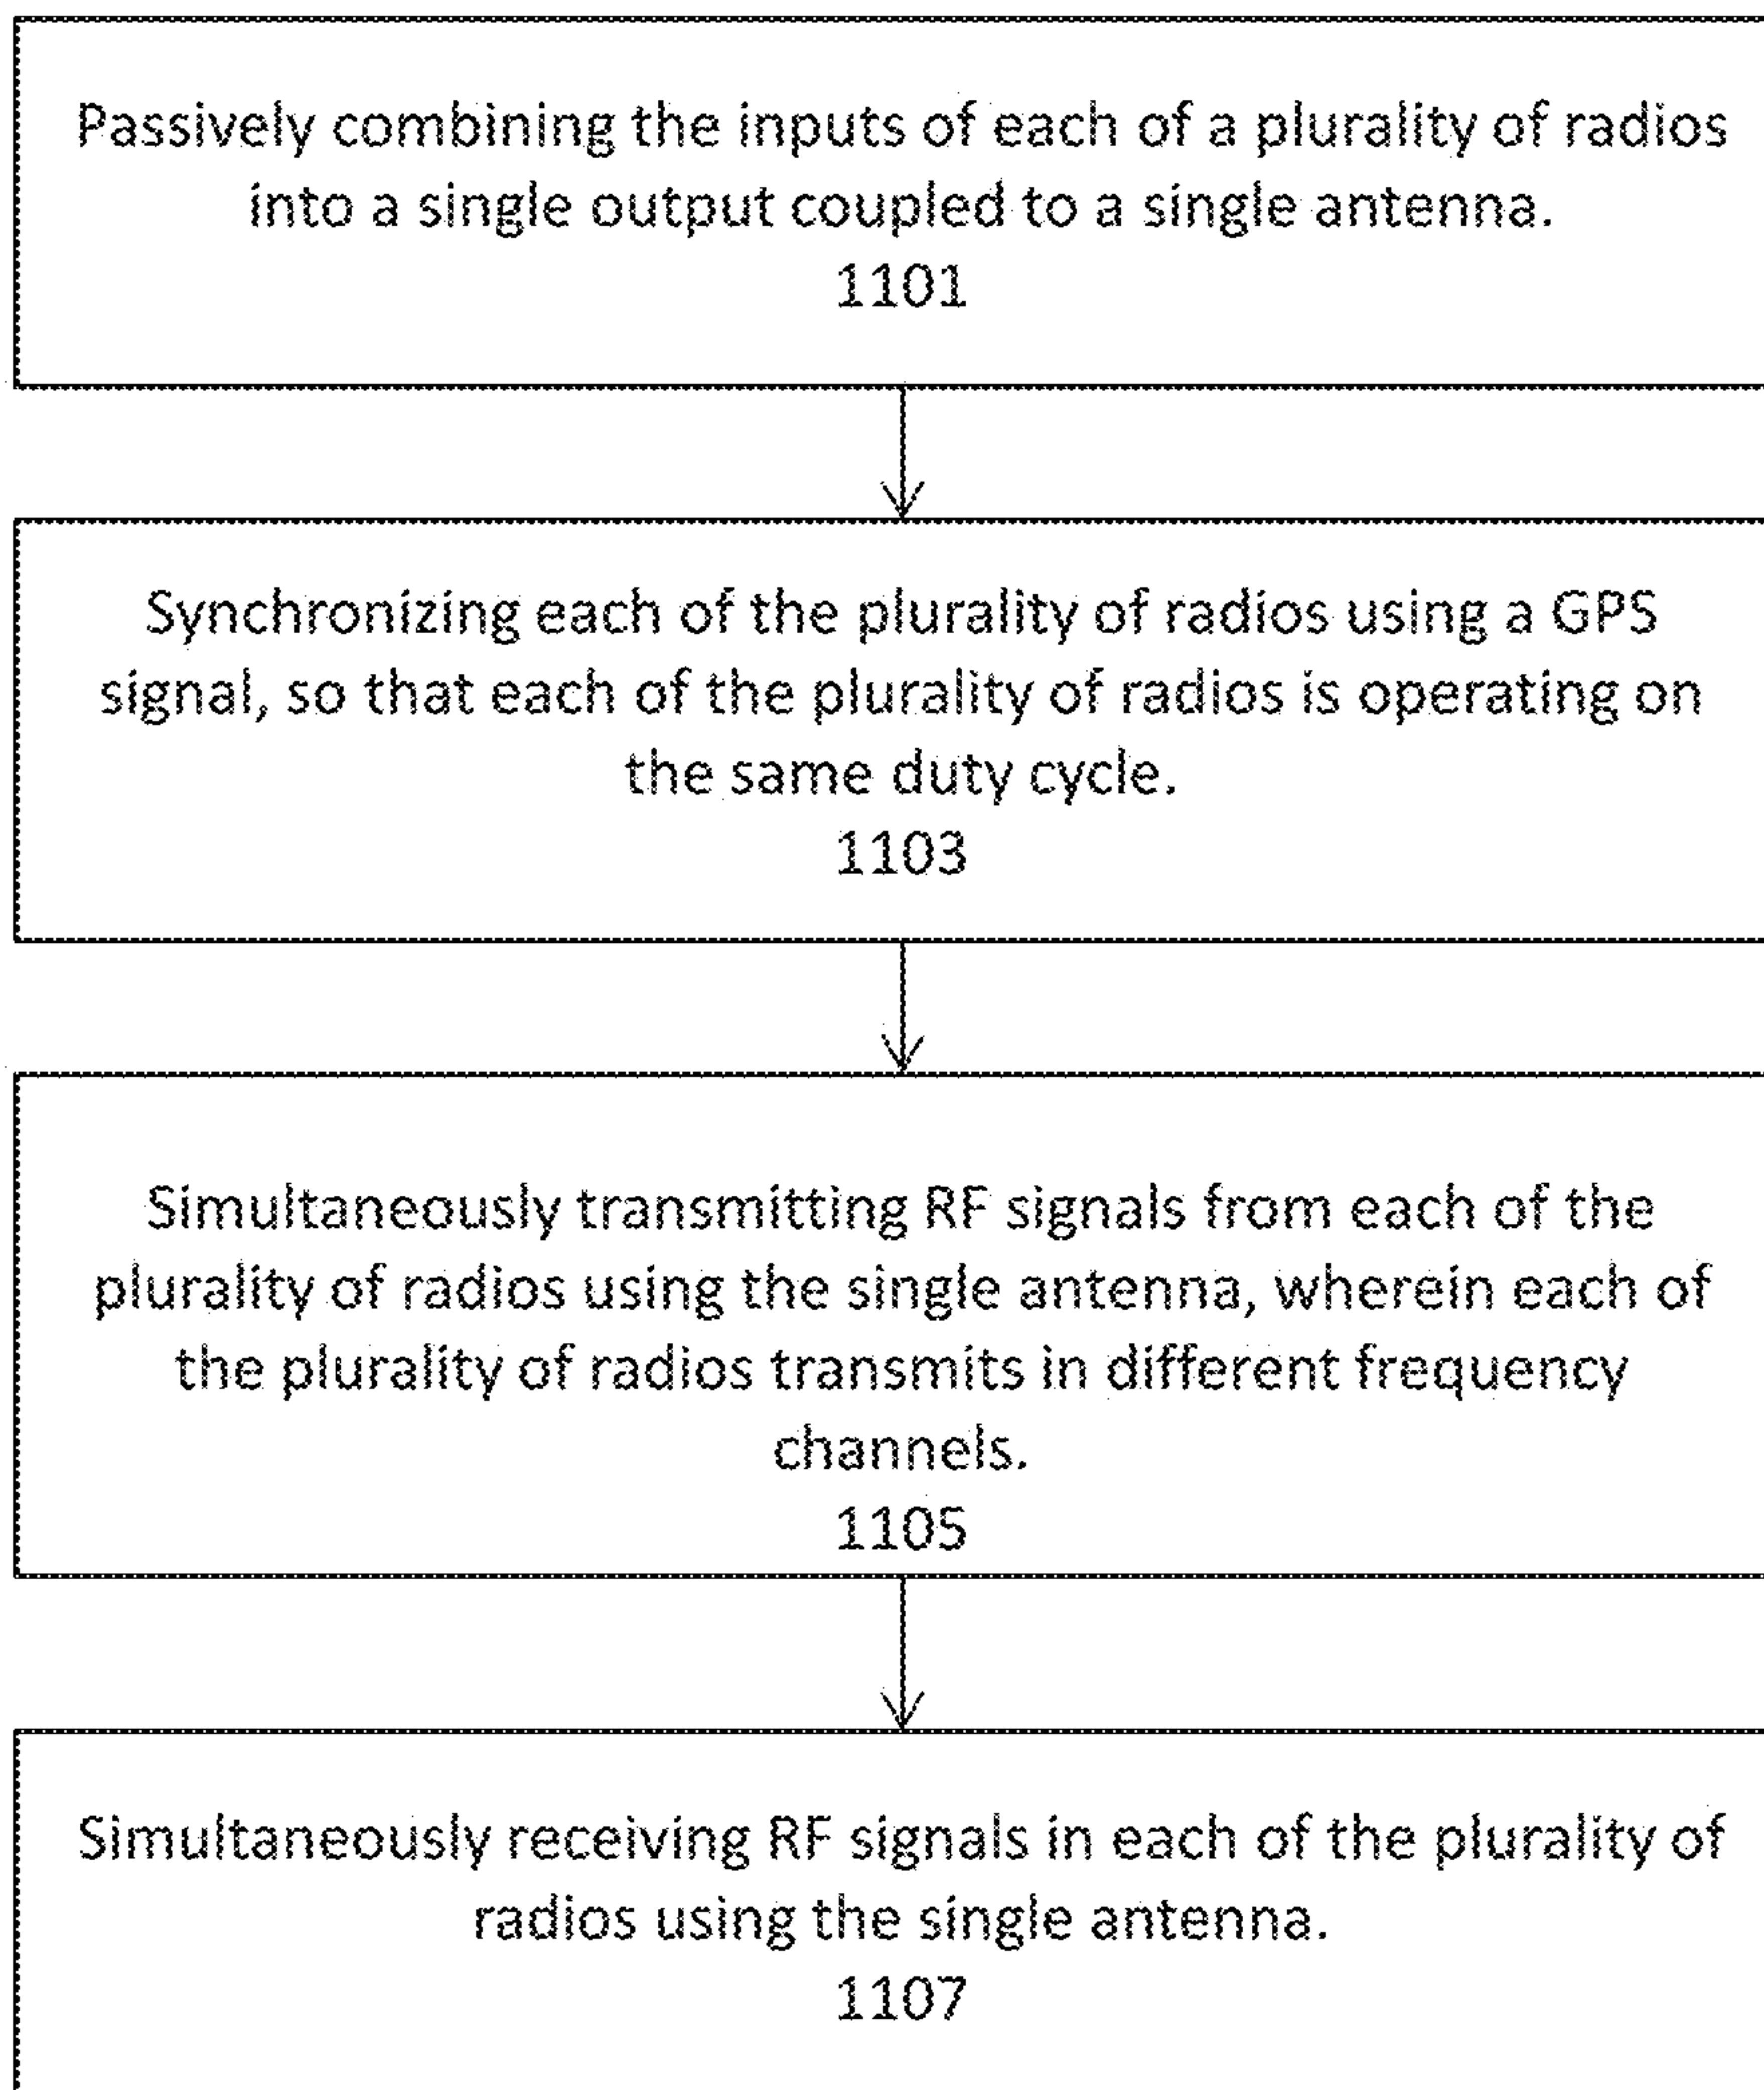 Passively combining the inputs of each of a plurality of radios
into a single output coupled to a single antenna.
1101
Synchronizing each of the plurality of radios using a GPS
signal, so that each of the plurality of radios is operating on
the same duty cycle.
1103
Simultaneously transmitting RF signals from each of the
plurality of radios using the single antenna, wherein each of
the plurality of radios transmits in different frequency
channels.
1105
Simultaneously receiving RF signals in each of the plurality of
radios using the single antenna.
1107